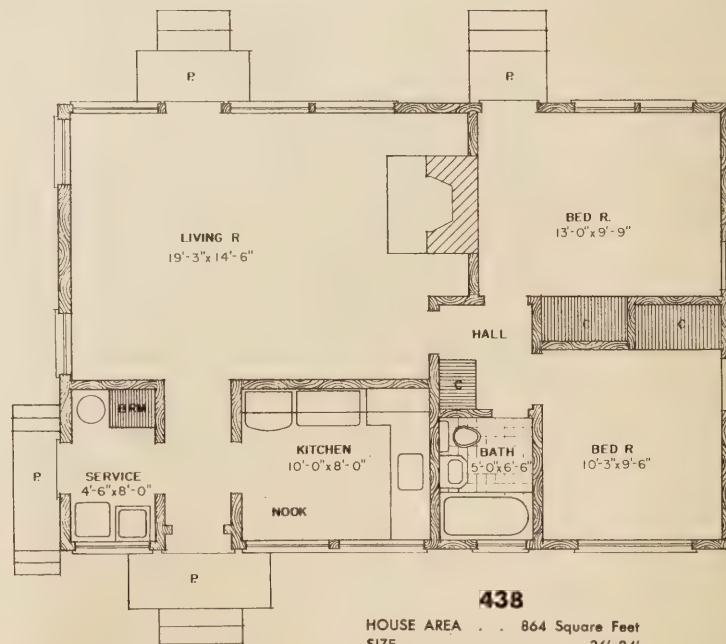 P.
P.
LIVING R
19'-3"x14'-6"
BED R.
13'-0"x9'-9"
HALL
C
C
C
BRM
P.
SERVICE
4'-6"x8'-0"
KITCHEN
10'-0"x8'-0"
NOOK
BATH
5'-0"x6'-6"
BED R
10'-3"x9'-6"
P.
438
HOUSE AREA . . 864 Square Feet